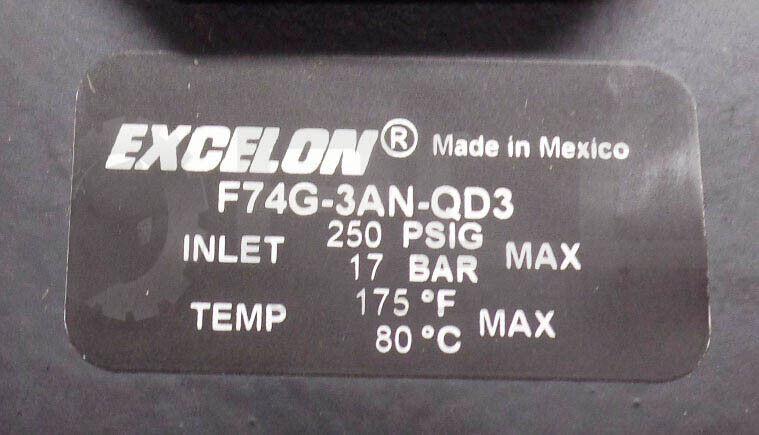 EXCELON® Made in Mexico
F74G-3AN-QD3
INLET 250 PSIG MAX
17 BAR
TEMP 175 °F MAX
80 °C